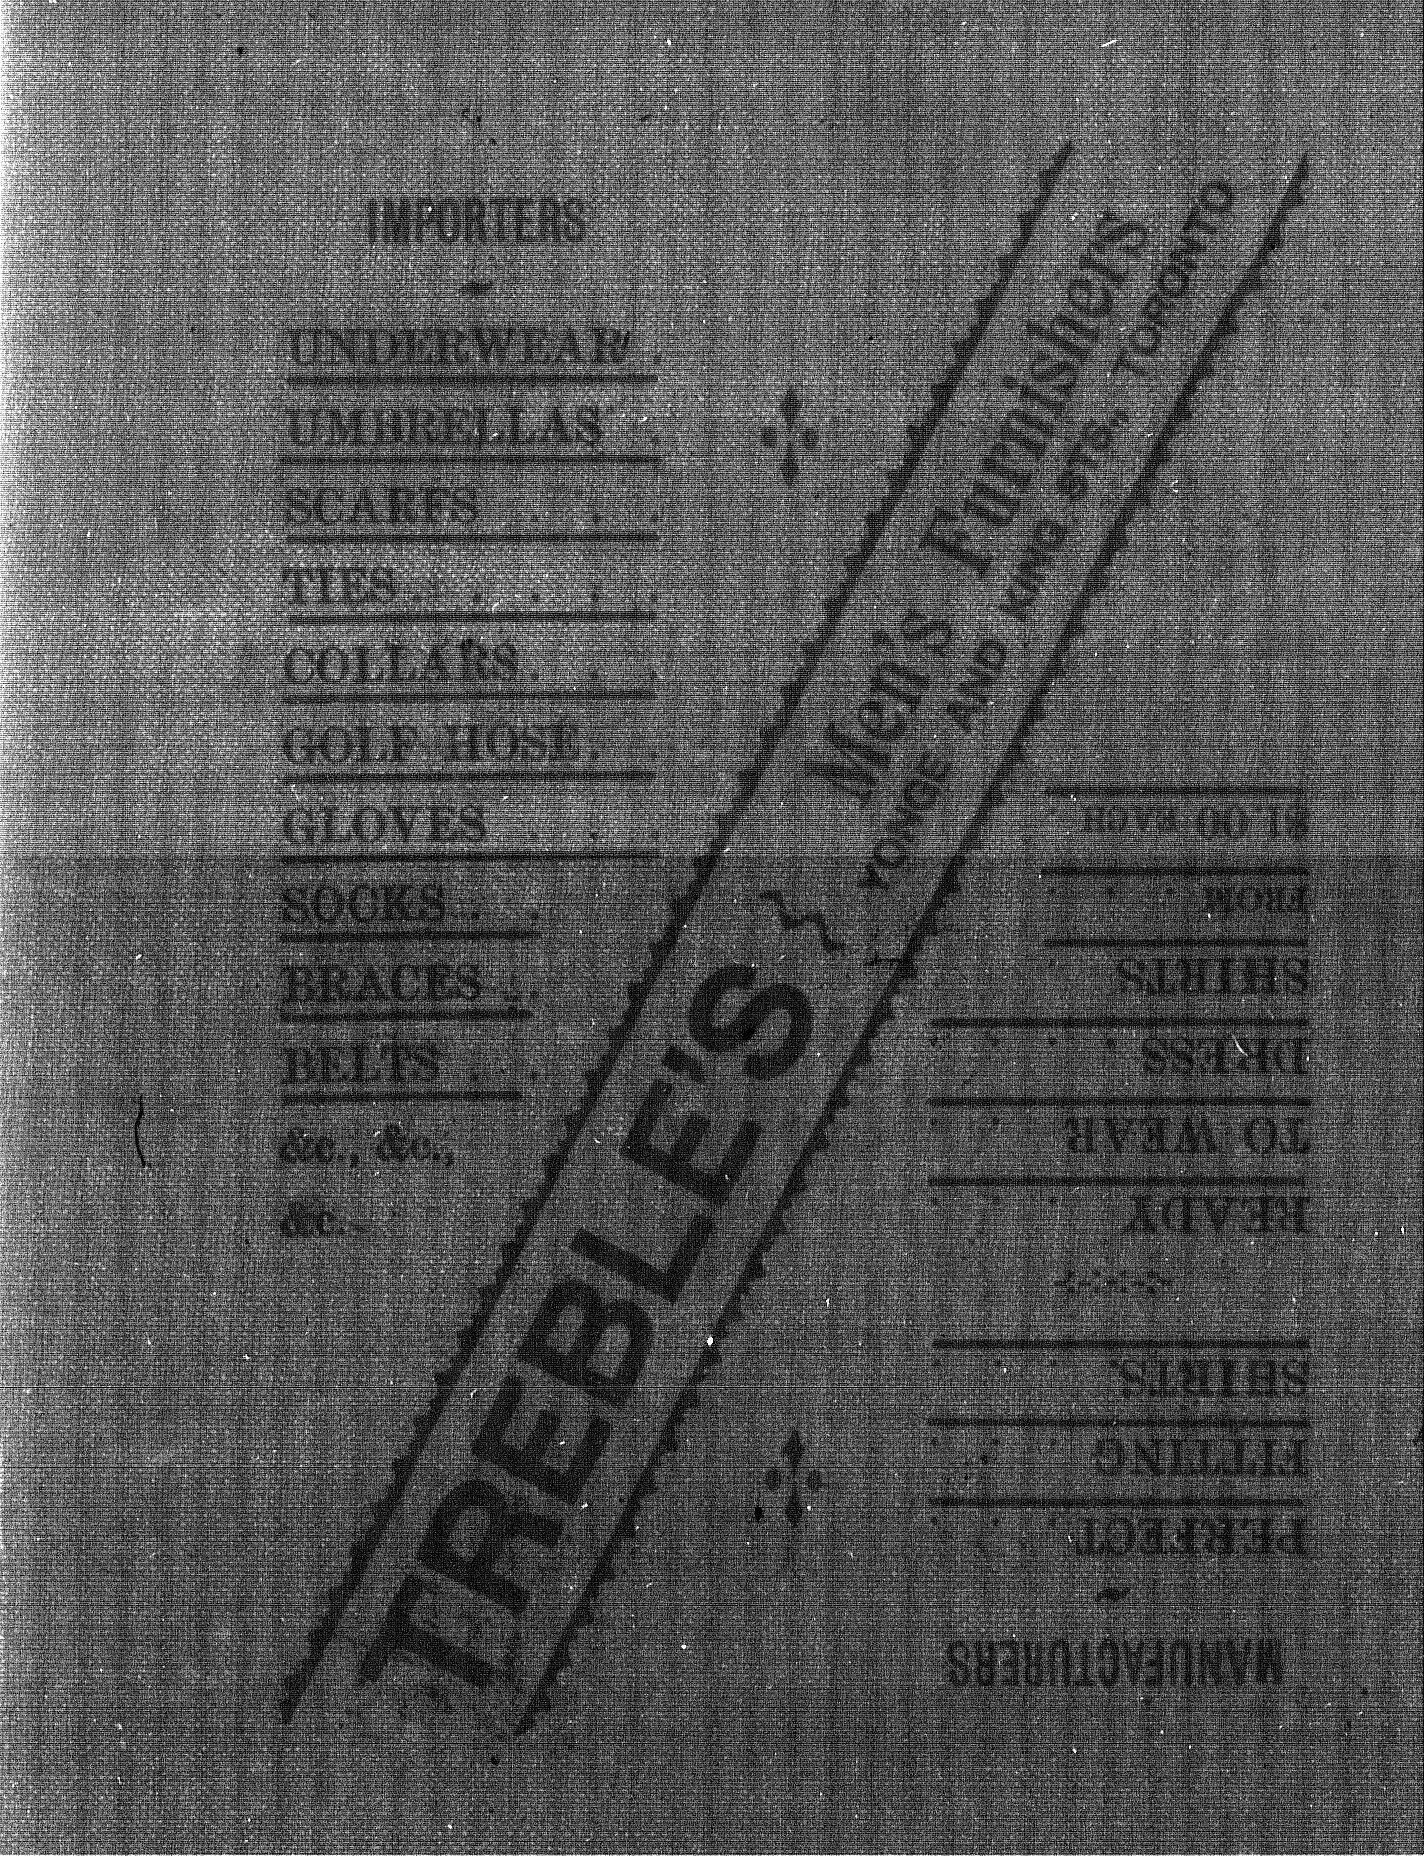 IMPORTERS
UNDERWEAR .
UMBRELLAS .
SCARFS . . .
TIES . . . . .
COLLARS . . .
GOLF HOSE . .
GLOVES . . .
SOCKS . .
BRACES . .
BELTS . .
&c., &c.,
&c.
TREBLE'S
Men's Furnishers
YONGE AND KING STS., TORONTO
MANUFACTURERS
PERFECT . . .
FITTING . . .
SHIRTS . . .
READY . . .
TO WEAR . .
DRESS . . . .
SHIRTS . .
FROM . . . .
$1.00 EACH .